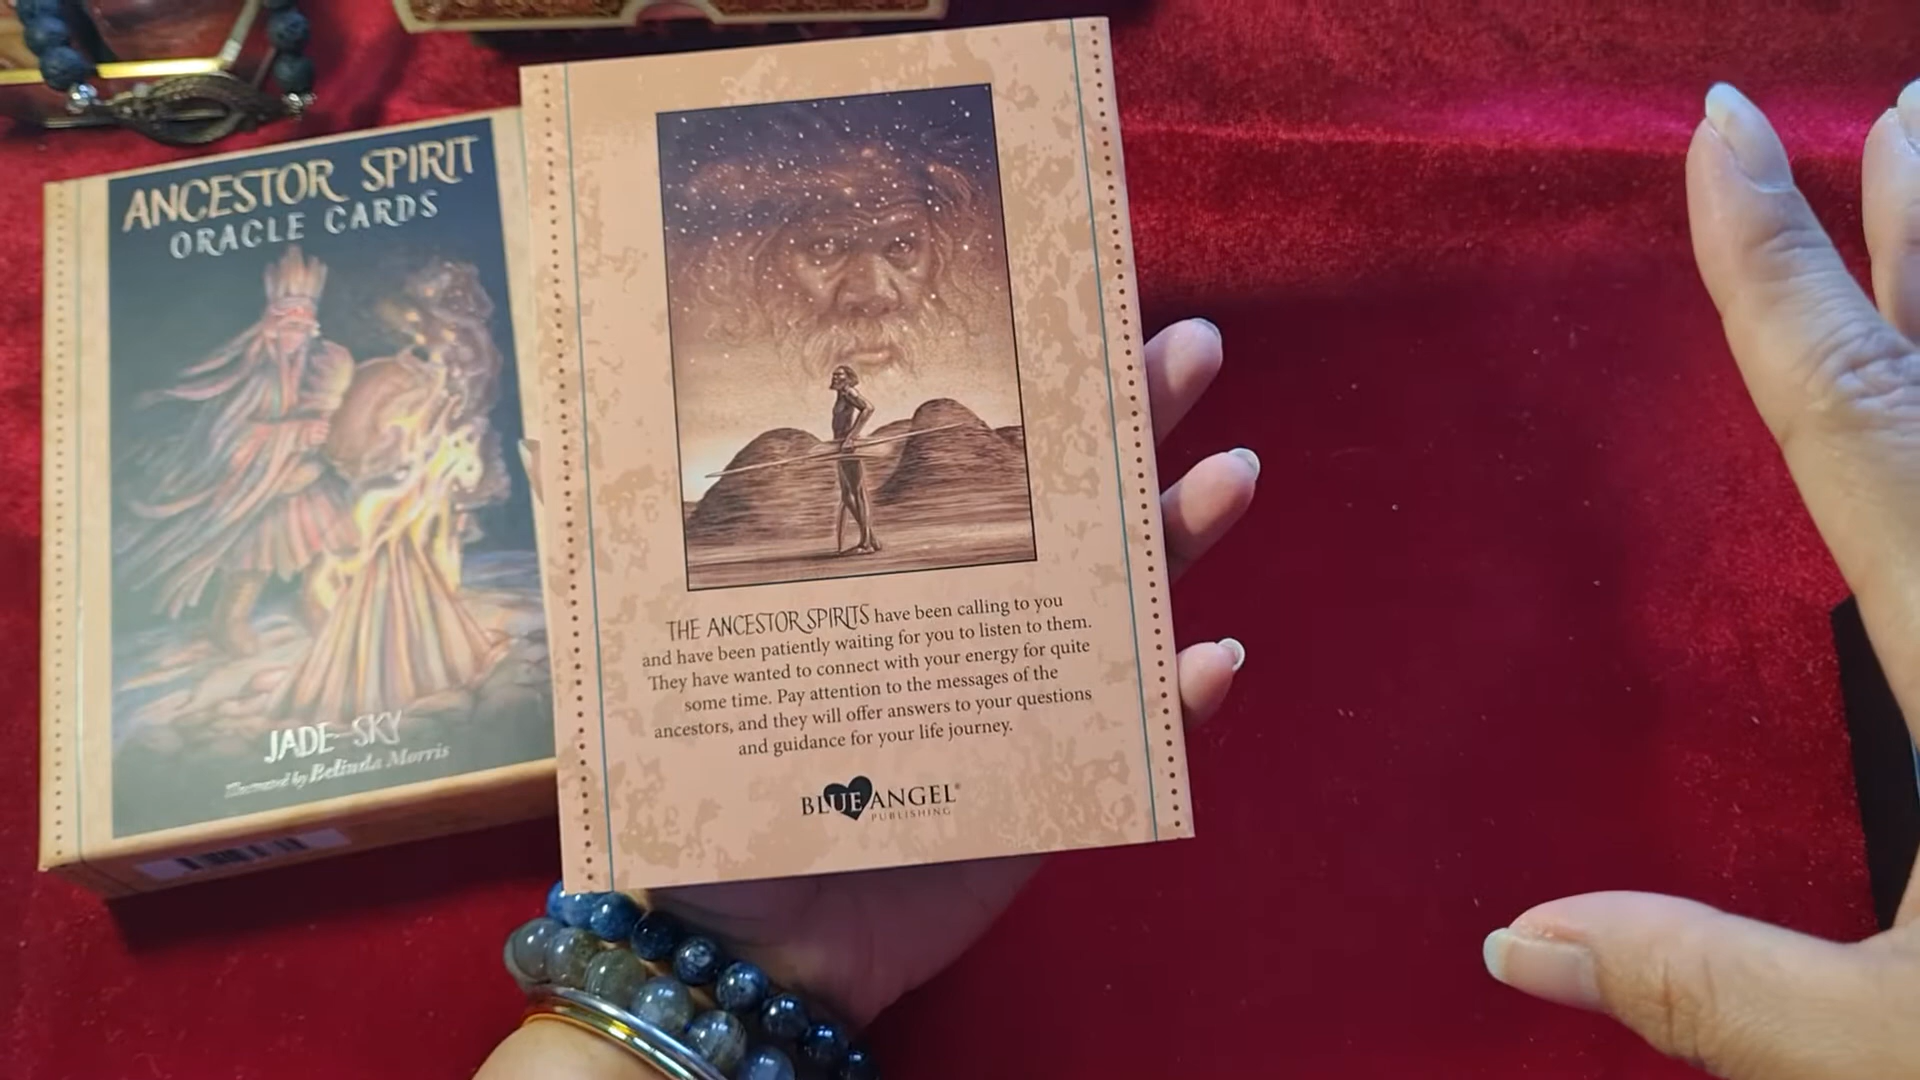 ANCESTOR SPIRIT
ORACLE CARDS
JADE-SKY
Illustrated by Belinda Morris
THE ANCESTOR SPIRITS have been calling to you
and have been patiently waiting for you to listen to them.
They have wanted to connect with your energy for quite
some time. Pay attention to the messages of the
ancestors, and they will offer answers to your questions
and guidance for your life journey.
BLUE ANGEL®
PUBLISHING